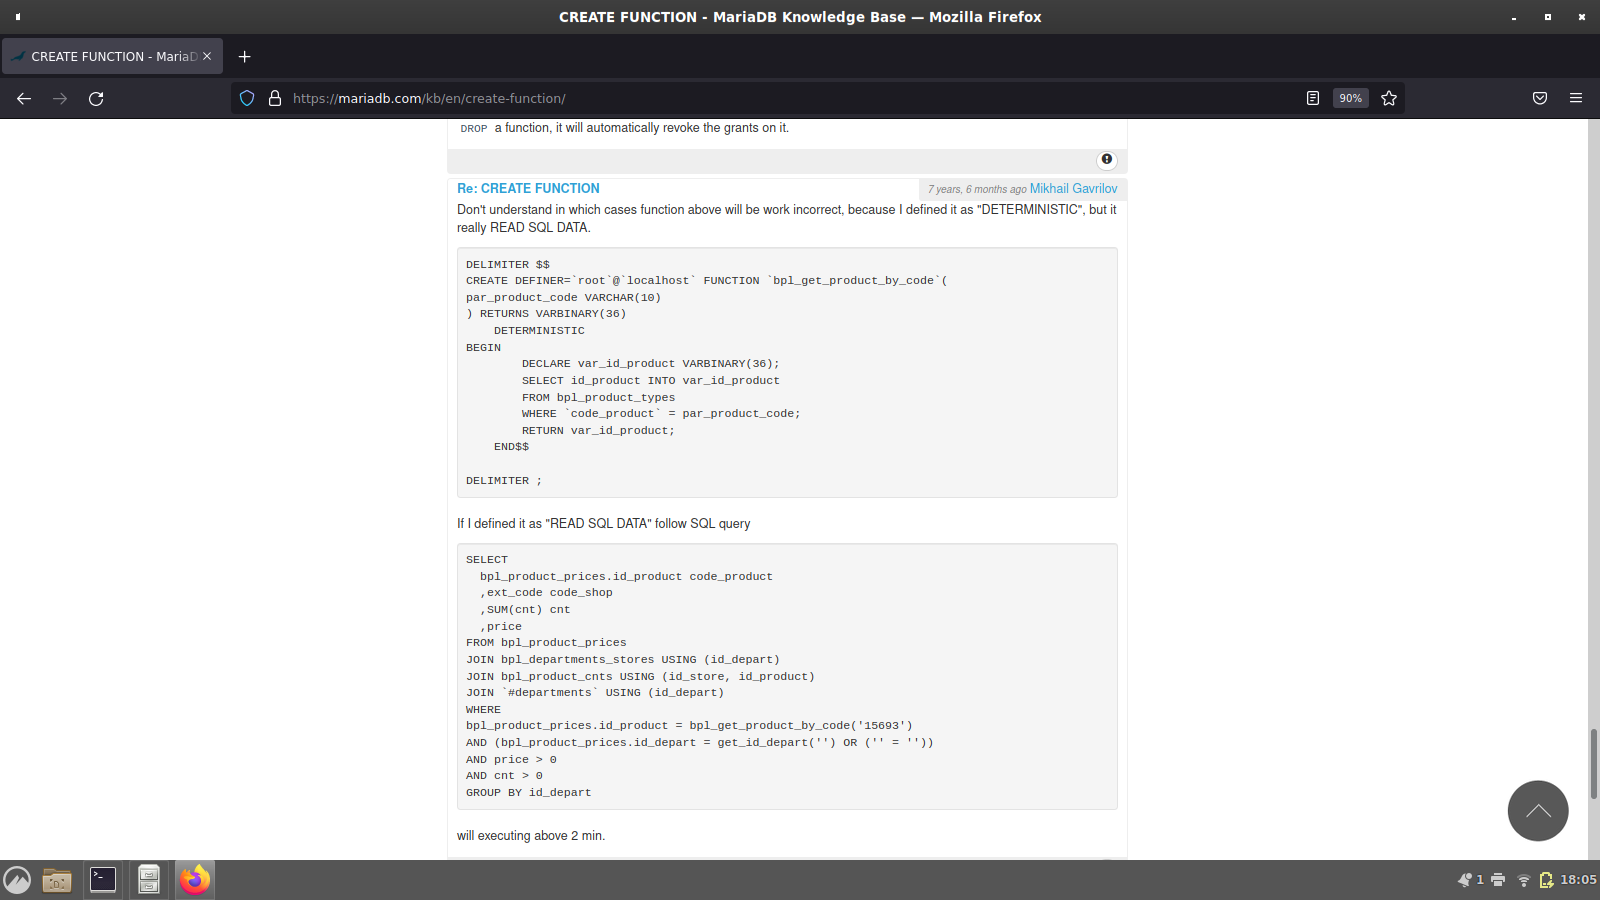 CREATE FUNCTION - MariaDB Knowledge Base — Mozilla Firefox
CREATE FUNCTION - MariaD
https://mariadb.com/kb/en/create-function/
90%
DROP a function, it will automatically revoke the grants on it.
Re: CREATE FUNCTION
7 years, 6 months ago Mikhail Gavrilov
Don't understand in which cases function above will be work incorrect, because I defined it as "DETERMINISTIC", but it
really READ SQL DATA.
DELIMITER $$
CREATE DEFINER=`root`@`localhost` FUNCTION `bpl_get_product_by_code`(
par_product_code VARCHAR(10)
) RETURNS VARBINARY(36)
    DETERMINISTIC
BEGIN
        DECLARE var_id_product VARBINARY(36);
        SELECT id_product INTO var_id_product
        FROM bpl_product_types
        WHERE `code_product` = par_product_code;
        RETURN var_id_product;
    END$$
DELIMITER ;
If I defined it as "READ SQL DATA" follow SQL query
SELECT
  bpl_product_prices.id_product code_product
  ,ext_code code_shop
  ,SUM(cnt) cnt
  ,price
FROM bpl_product_prices
JOIN bpl_departments_stores USING (id_depart)
JOIN bpl_product_cnts USING (id_store, id_product)
JOIN `#departments` USING (id_depart)
WHERE
bpl_product_prices.id_product = bpl_get_product_by_code('15693')
AND (bpl_product_prices.id_depart = get_id_depart('') OR ('' = ''))
AND price > 0
AND cnt > 0
GROUP BY id_depart
will executing above 2 min.
1
18:05